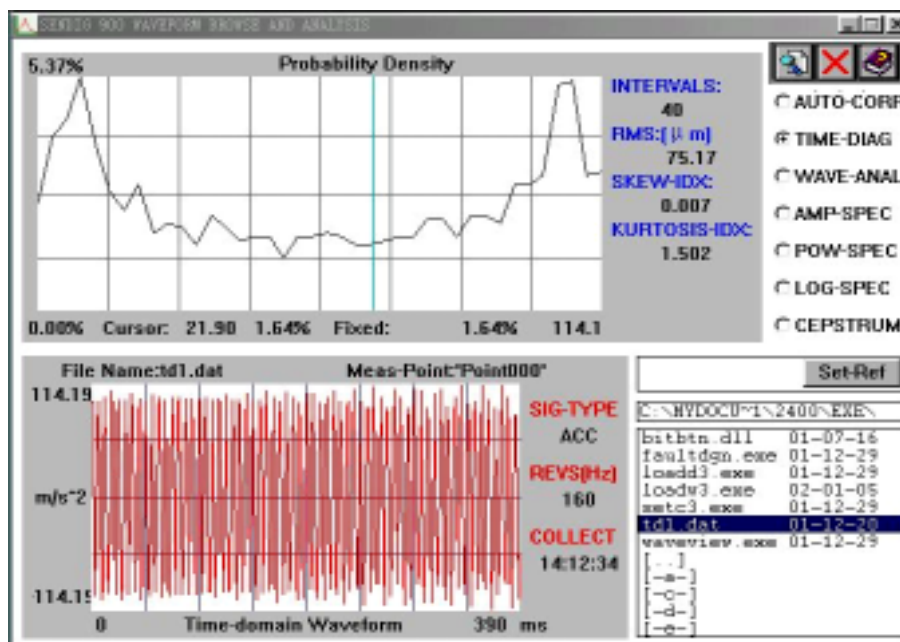 SENDIG 900 WAVEFORM BROWSE AND ANALYSIS
5.37% Probability Density
INTERVALS:
40
RMS:(μ m)
75.17
SKEW-IDX:
0.007
KURTOSIS-IDX:
1.502
0.00% Cursor: 21.90 1.64% Fixed: 1.64% 114.1
AUTO-CORR
TIME-DIAG
WAVE-ANAL
AMP-SPEC
POW-SPEC
LOG-SPEC
CEPSTRUM
File Name:td1.dat Meas-Point:"Point000"
114.19
m/s^2
-114.19
SIG-TYPE
ACC
REVS(Hz)
160
COLLECT
14:12:34
0 Time-domain Waveform 390 ms
Set-Ref
C:\MYDOCU~1\2400\EXE\
bitbtn.dll 01-07-16
faultdgn.exe 01-12-29
loadd3.exe 01-12-29
loadw3.exe 02-01-05
setc3.exe 01-12-29
td1.dat 01-12-20
waveview.exe 01-12-29
[..]
[-a-]
[-c-]
[-d-]
[-e-]